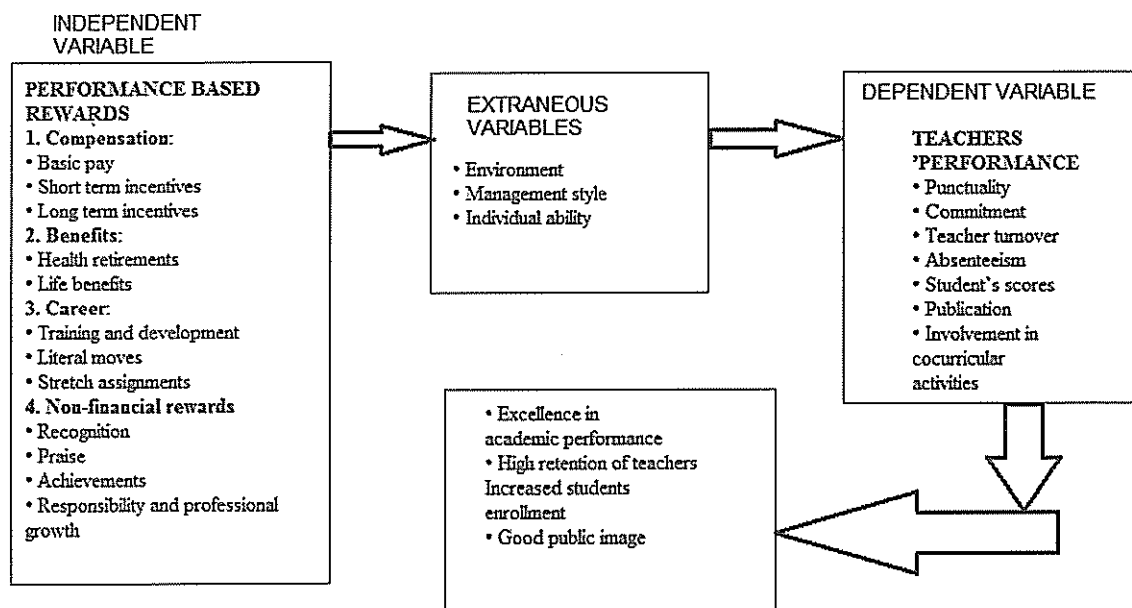 INDEPENDENT
VARIABLE
PERFORMANCE BASED
REWARDS
1. Compensation:
• Basic pay
• Short term incentives
• Long term incentives
2. Benefits:
• Health retirements
• Life benefits
3. Career:
• Training and development
• Literal moves
• Stretch assignments
4. Non-financial rewards
• Recognition
• Praise
• Achievements
• Responsibility and professional
growth
EXTRANEOUS
VARIABLES
• Environment
• Management style
• Individual ability
DEPENDENT VARIABLE
TEACHERS
'PERFORMANCE
• Punctuality
• Commitment
• Teacher turnover
• Absenteeism
• Student`s scores
• Publication
• Involvement in
cocurricular
activities
• Excellence in
academic performance
• High retention of teachers
Increased students
enrollment
• Good public image